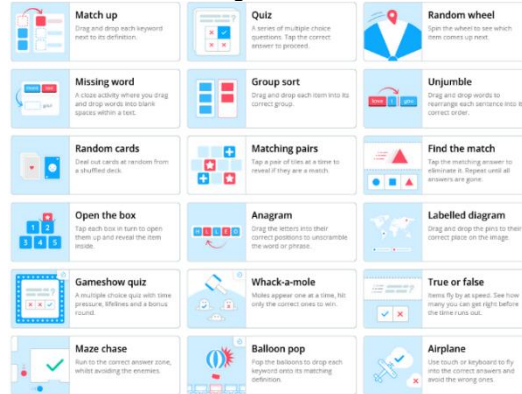 Match up
Drag and drop each keyword
next to its definition.
Quiz
A series of multiple choice
questions. Tap the correct
answer to proceed.
Random wheel
Spin the wheel to see which
item comes up next.
Missing word
A cloze activity where you drag
and drop words into blank
spaces within a text.
Group sort
Drag and drop each item into its
correct group.
Unjumble
Drag and drop words to
rearrange each sentence into its
correct order.
Random cards
Deal out cards at random from
a shuffled deck.
Matching pairs
Tap a pair of tiles at a time to
reveal if they are a match.
Find the match
Tap the matching answer to
eliminate it. Repeat until all
answers are gone.
Open the box
Tap each box in turn to open
them up and reveal the item
inside.
1 2
3 4 5
Anagram
Drag the letters into their
correct positions to unscramble
the word or phrase.
Labelled diagram
Drag and drop the pins to their
correct place on the image.
Gameshow quiz
A multiple choice quiz with time
pressure, lifelines and a bonus
round.
Whack-a-mole
Moles appear one at a time, hit
only the correct ones to win.
True or false
Items fly by at speed. See how
many you can get right before
the time runs out.
Maze chase
Run to the correct answer zone,
whilst avoiding the enemies.
Balloon pop
Pop the balloons to drop each
keyword onto its matching
definition.
Airplane
Use touch or keyboard to fly
into the correct answers and
avoid the wrong ones.